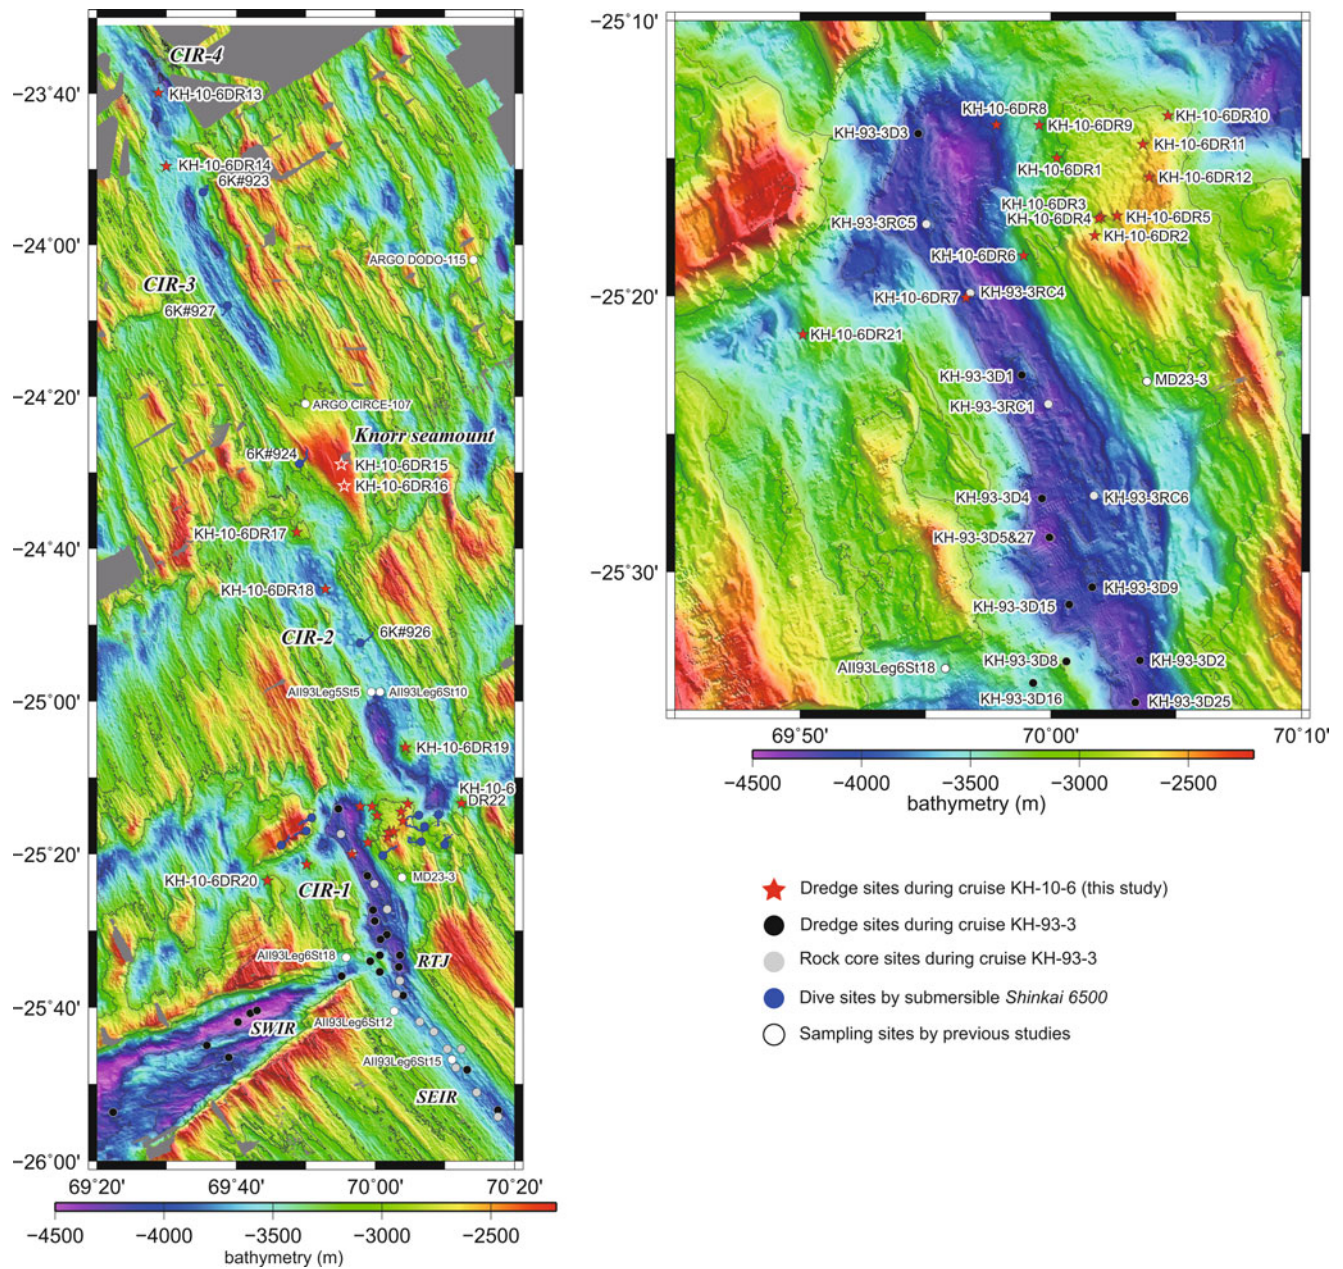 CIR-4
−23˚40'
KH-10-6DR13
KH-10-6DR14
6K#923
−24˚00'
ARGO DODO-115
CIR-3
6K#927
−24˚20'
ARGO CIRCE-107
Knorr seamount
6K#924
KH-10-6DR15
KH-10-6DR16
KH-10-6DR17
−24˚40'
KH-10-6DR18
CIR-2
6K#926
AII93Leg5St5
AII93Leg6St10
−25˚00'
KH-10-6DR19
KH-10-6
DR22
−25˚20'
KH-10-6DR20
CIR-1
MD23-3
AII93Leg6St18
RTJ
−25˚40'
SWIR
AII93Leg6St12
AII93Leg6St15
SEIR
−26˚00'
69˚20' 69˚40' 70˚00' 70˚20'
−4500 −4000 −3500 −3000 −2500
bathymetry (m)
−25˚10'
KH-10-6DR8
KH-10-6DR10
KH-93-3D3
KH-10-6DR9
KH-10-6DR11
KH-10-6DR1
KH-10-6DR12
KH-10-6DR3
KH-93-3RC5
KH-10-6DR4
KH-10-6DR5
KH-10-6DR2
KH-10-6DR6
−25˚20'
KH-10-6DR7
KH-93-3RC4
KH-10-6DR21
KH-93-3D1
MD23-3
KH-93-3RC1
KH-93-3D4
KH-93-3RC6
KH-93-3D5&27
−25˚30'
KH-93-3D9
KH-93-3D15
AII93Leg6St18
KH-93-3D8
KH-93-3D2
KH-93-3D16
KH-93-3D25
69˚50' 70˚00' 70˚10'
−4500 −4000 −3500 −3000 −2500
bathymetry (m)
Dredge sites during cruise KH-10-6 (this study)
Dredge sites during cruise KH-93-3
Rock core sites during cruise KH-93-3
Dive sites by submersible Shinkai 6500
Sampling sites by previous studies